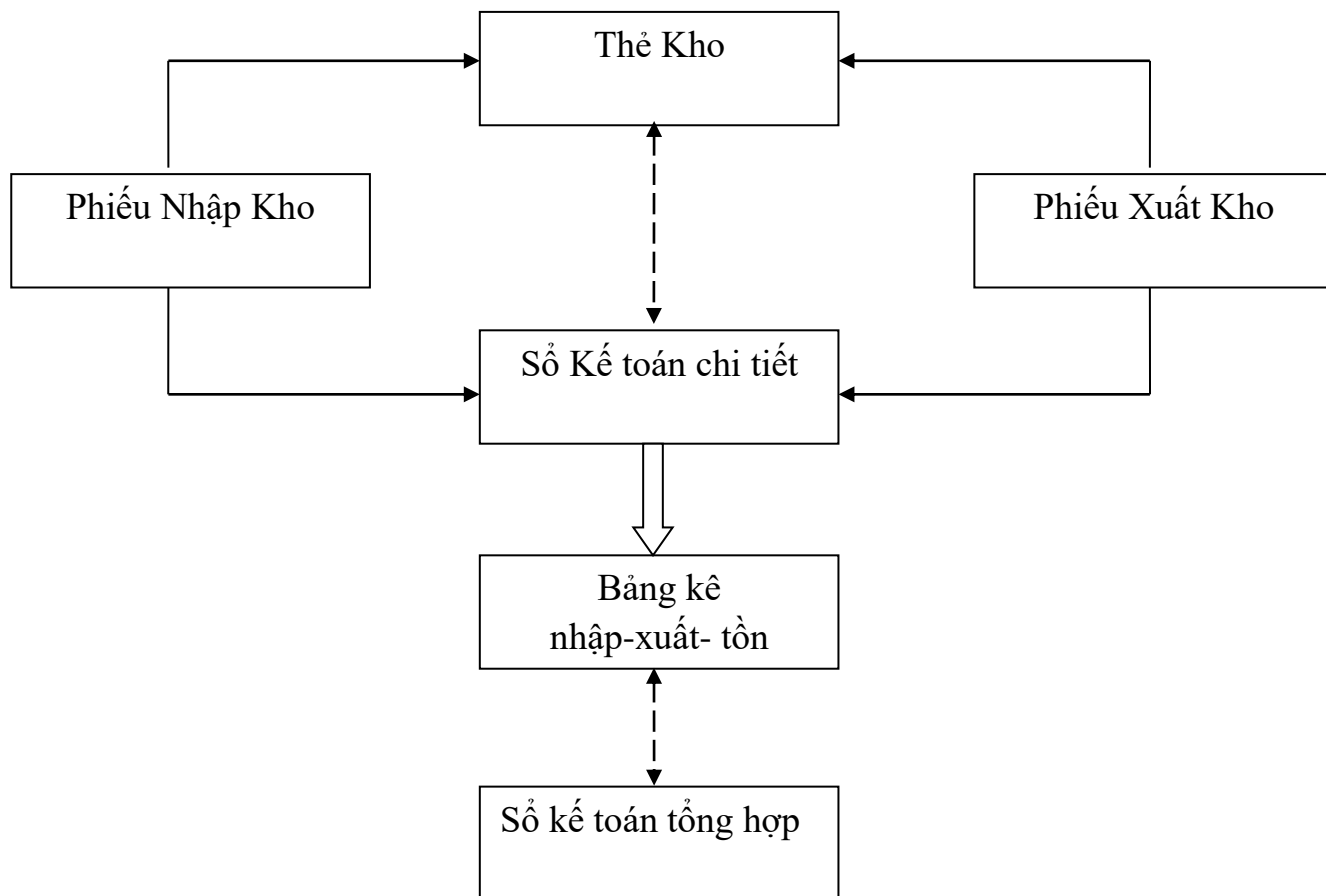 Thẻ Kho
Phiếu Nhập Kho
Phiếu Xuất Kho
Sổ Kế toán chi tiết
Bảng kê
nhập-xuất- tồn
Sổ kế toán tổng hợp